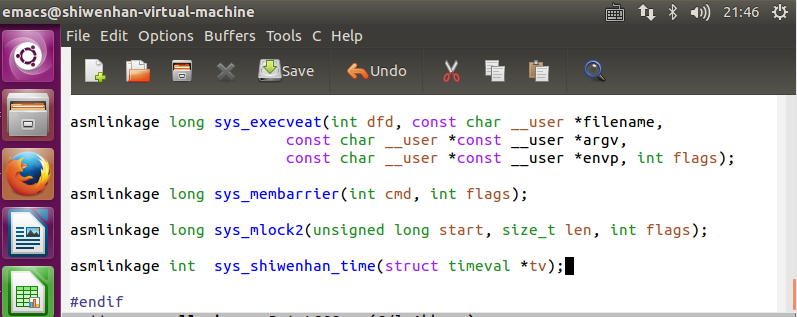 emacs@shiwenhan-virtual-machine 21:46
File Edit Options Buffers Tools C Help
Save Undo
asmlinkage long sys_execveat(int dfd, const char __user *filename,
const char __user *const __user *argv,
const char __user *const __user *envp, int flags);
asmlinkage long sys_membarrier(int cmd, int flags);
asmlinkage long sys_mlock2(unsigned long start, size_t len, int flags);
asmlinkage int  sys_shiwenhan_time(struct timeval *tv);
#endif